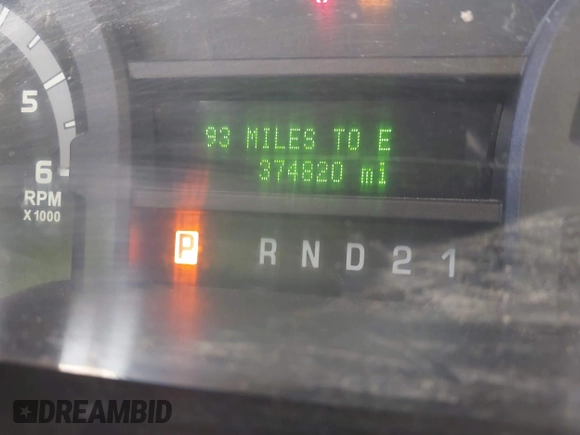 5
6
RPM
X1000
93 MILES TO E
374820 mi
P R N D 2 1
DREAMBID